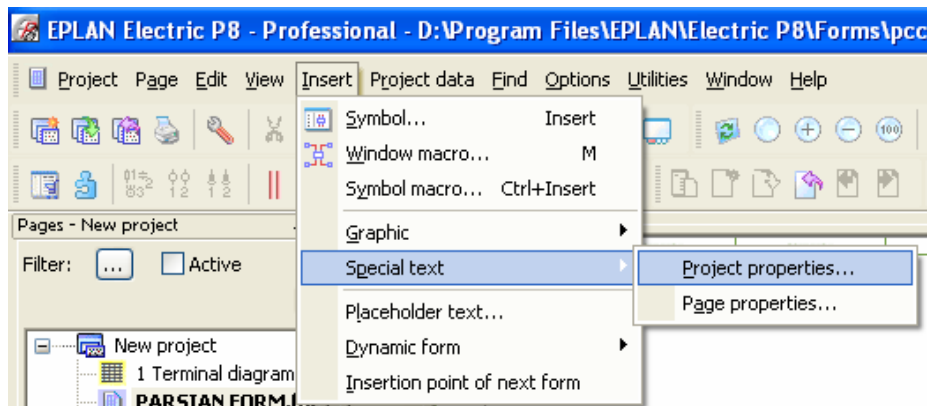 EPLAN Electric P8 - Professional - D:\Program Files\EPLAN\Electric P8\Forms\pcc
Project Page Edit View Insert Project data Find Options Utilities Window Help
Symbol... Insert
Window macro... M
Symbol macro... Ctrl+Insert
100
Pages - New project
Graphic
Filter: ... Active
Special text
Project properties...
Page properties...
Placeholder text...
New project
Dynamic form
1 Terminal diagram
Insertion point of next form
PARSIAN FORM.